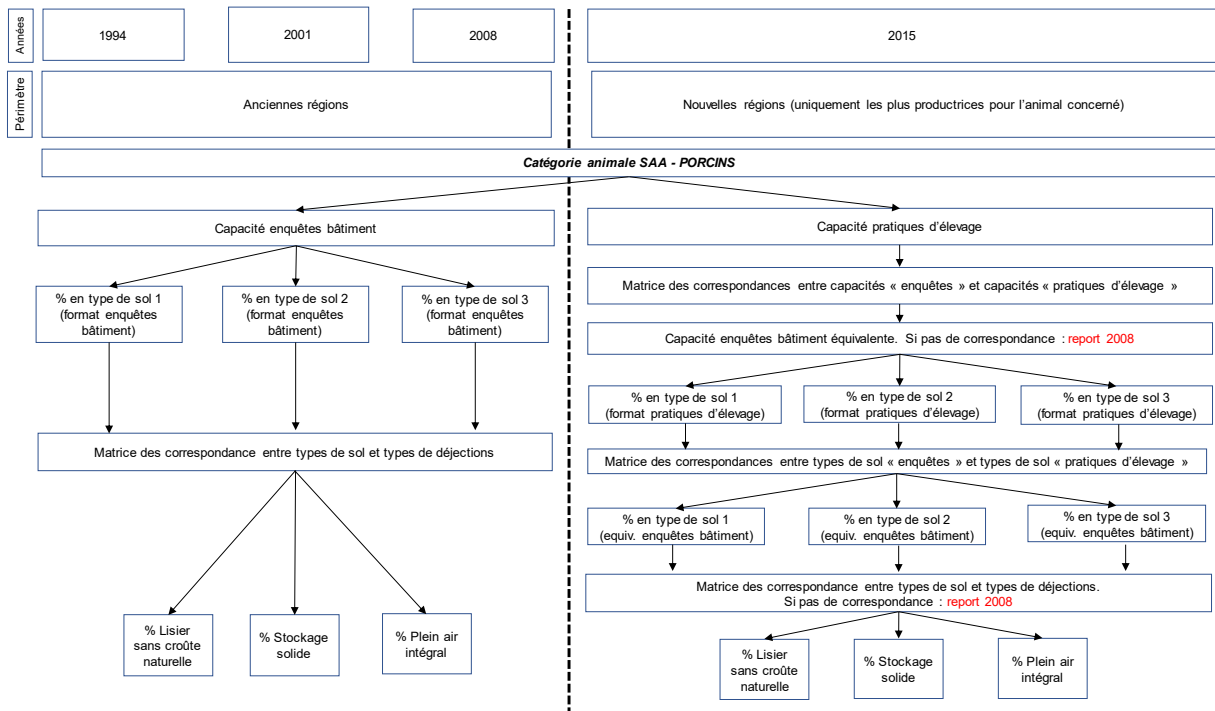 Années
1994
2001
2008
2015
Périmètre
Anciennes régions
Nouvelles régions (uniquement les plus productrices pour l'animal concerné)
Catégorie animale SAA - PORCINS
Capacité enquêtes bâtiment
% en type de sol 1
(format enquêtes
bâtiment)
% en type de sol 2
(format enquêtes
bâtiment)
% en type de sol 3
(format enquêtes
bâtiment)
Matrice des correspondance entre types de sol et types de déjections
% Lisier
sans croûte
naturelle
% Stockage
solide
% Plein air
intégral
Capacité pratiques d'élevage
Matrice des correspondances entre capacités « enquêtes » et capacités « pratiques d'élevage »
Capacité enquêtes bâtiment équivalente. Si pas de correspondance : report 2008
% en type de sol 1
(format pratiques d'élevage)
% en type de sol 2
(format pratiques d'élevage)
% en type de sol 3
(format pratiques d'élevage)
Matrice des correspondances entre types de sol « enquêtes » et types de sol « pratiques d'élevage »
% en type de sol 1
(equiv. enquêtes bâtiment)
% en type de sol 2
(equiv. enquêtes bâtiment)
% en type de sol 3
(equiv. enquêtes bâtiment)
Matrice des correspondance entre types de sol et types de déjections.
Si pas de correspondance : report 2008
% Lisier
sans croûte
naturelle
% Stockage
solide
% Plein air
intégral